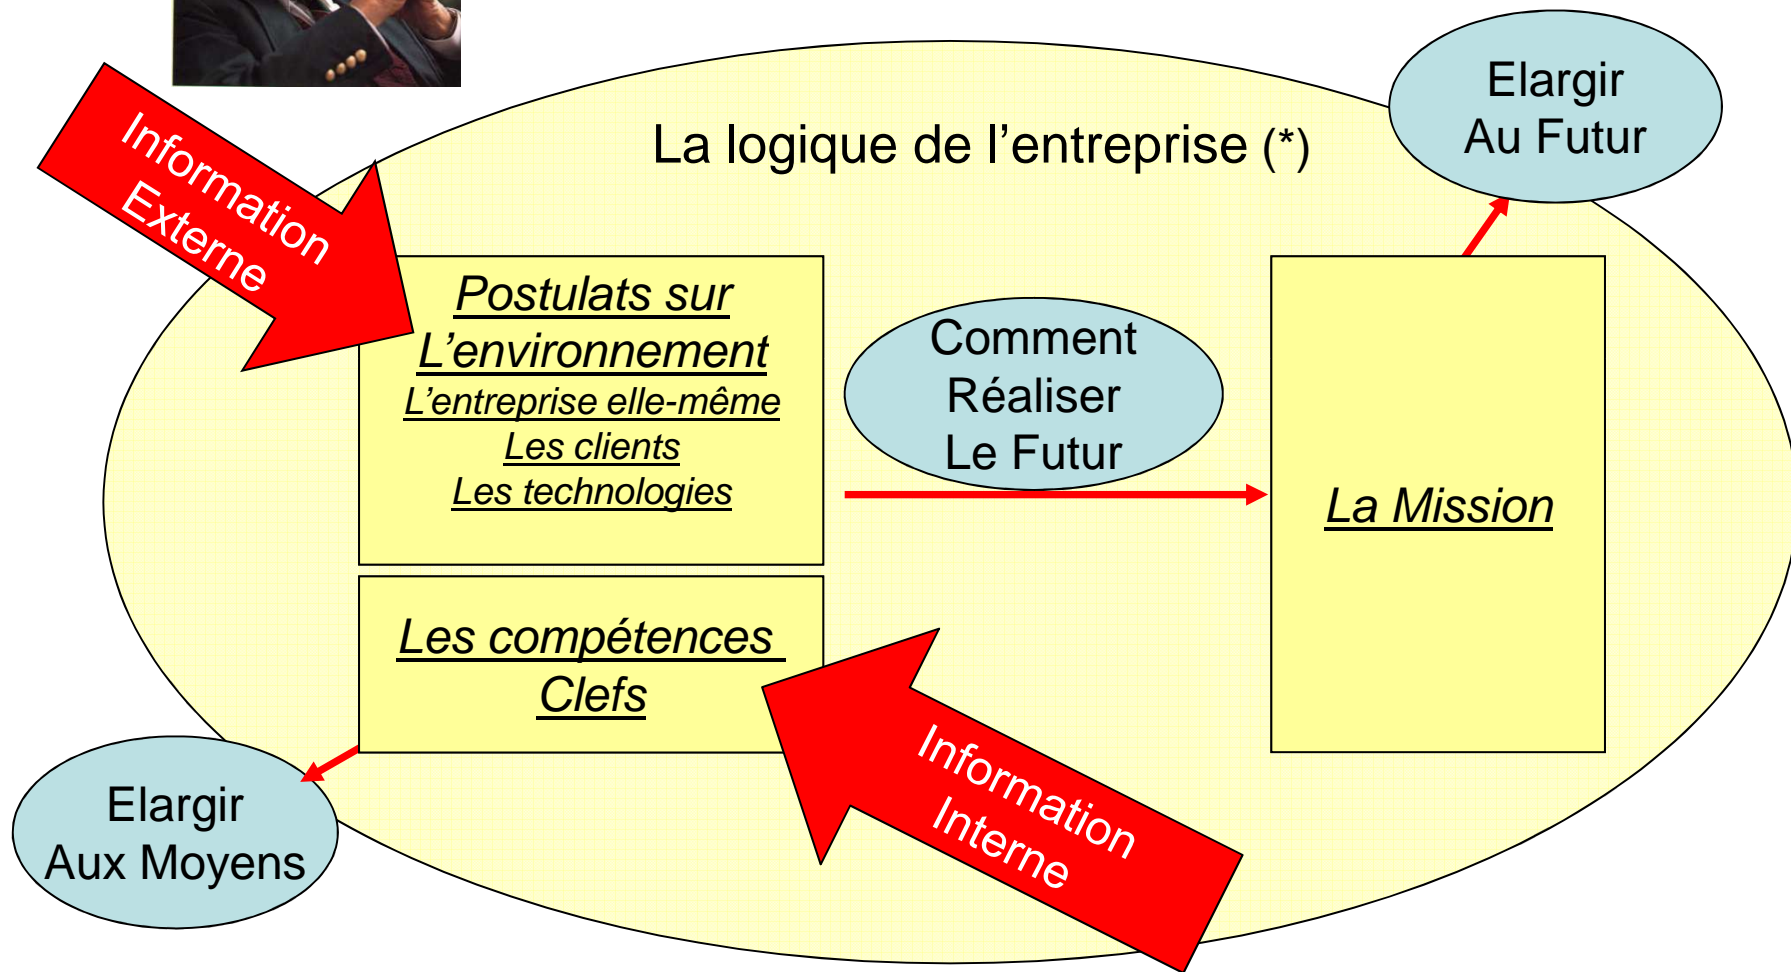 Elargir
Au Futur
La logique de l'entreprise (*)
Information
Externe
Postulats sur
L'environnement
L'entreprise elle-même
Les clients
Les technologies
Comment
Réaliser
Le Futur
La Mission
Les compétences
Clefs
Information
Interne
Elargir
Aux Moyens